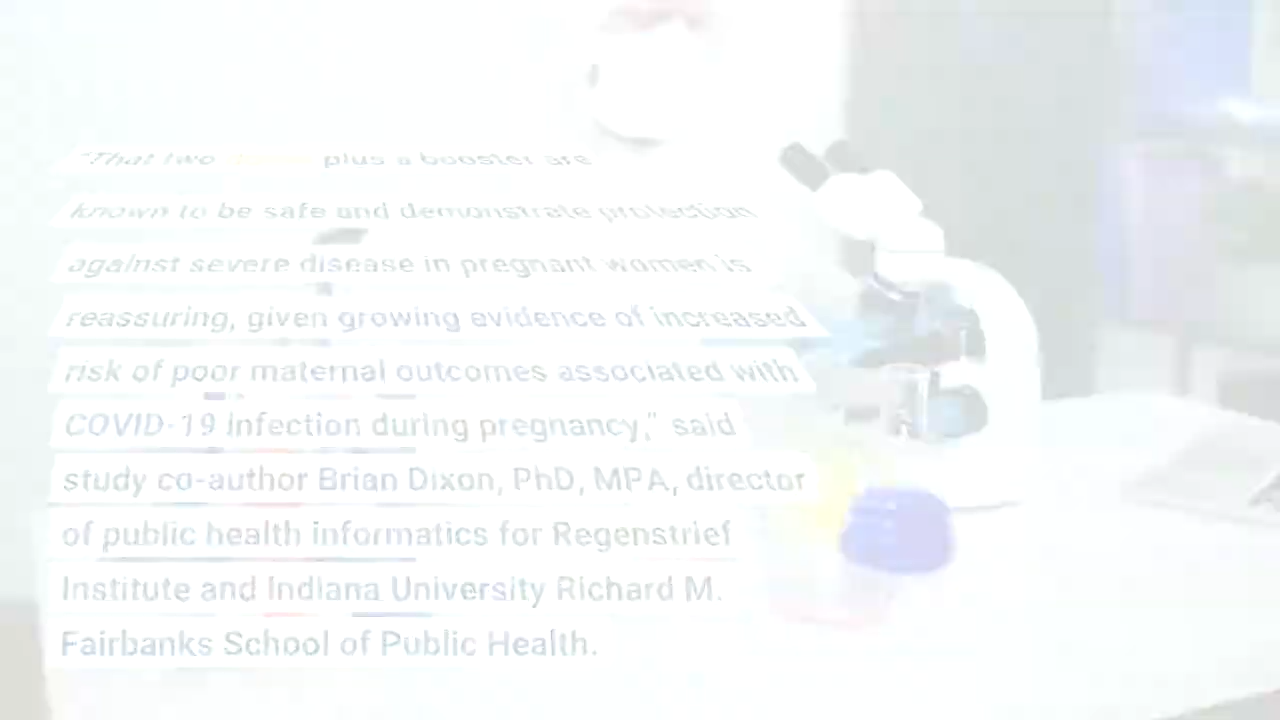 "That two plus a booster are
known to be safe and demonstrate protection
against severe disease in pregnant women is
reassuring, given growing evidence of increased
risk of poor maternal outcomes associated with
COVID-19 infection during pregnancy," said
study co-author Brian Dixon, PhD, MPA, director
of public health informatics for Regenstrief
Institute and Indiana University Richard M.
Fairbanks School of Public Health.